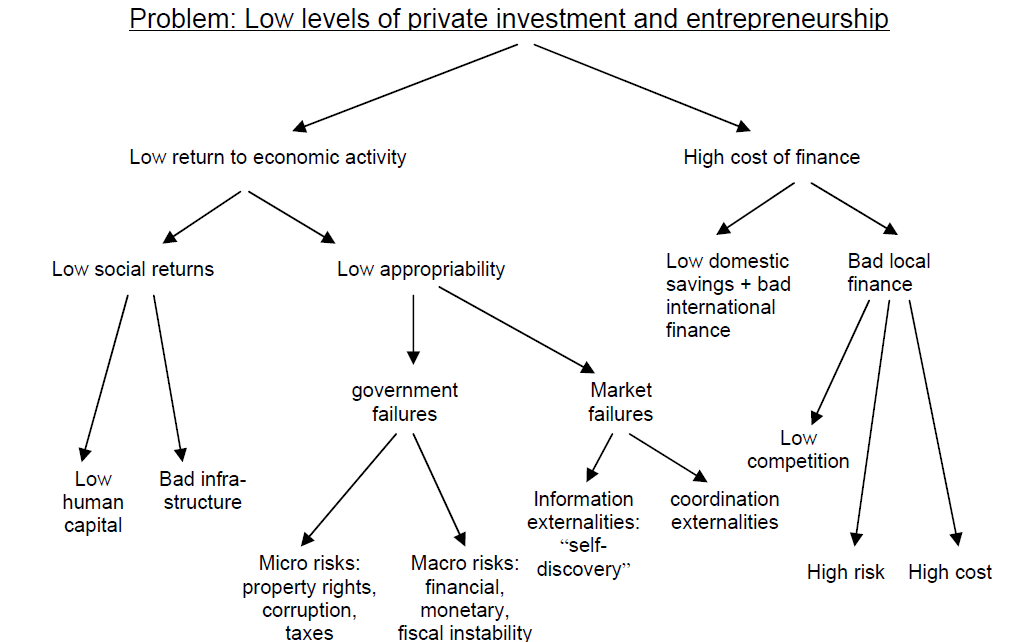 Problem: Low levels of private investment and entrepreneurship
Low return to economic activity
High cost of finance
Low social returns
Low appropriability
Low domestic
savings + bad
international
finance
Bad local
finance
government
failures
Market
failures
Low
competition
Low
human
capital
Bad infra-
structure
Information
externalities:
“self-
discovery”
coordination
externalities
Micro risks:
property rights,
corruption,
taxes
Macro risks:
financial,
monetary,
fiscal instability
High risk
High cost